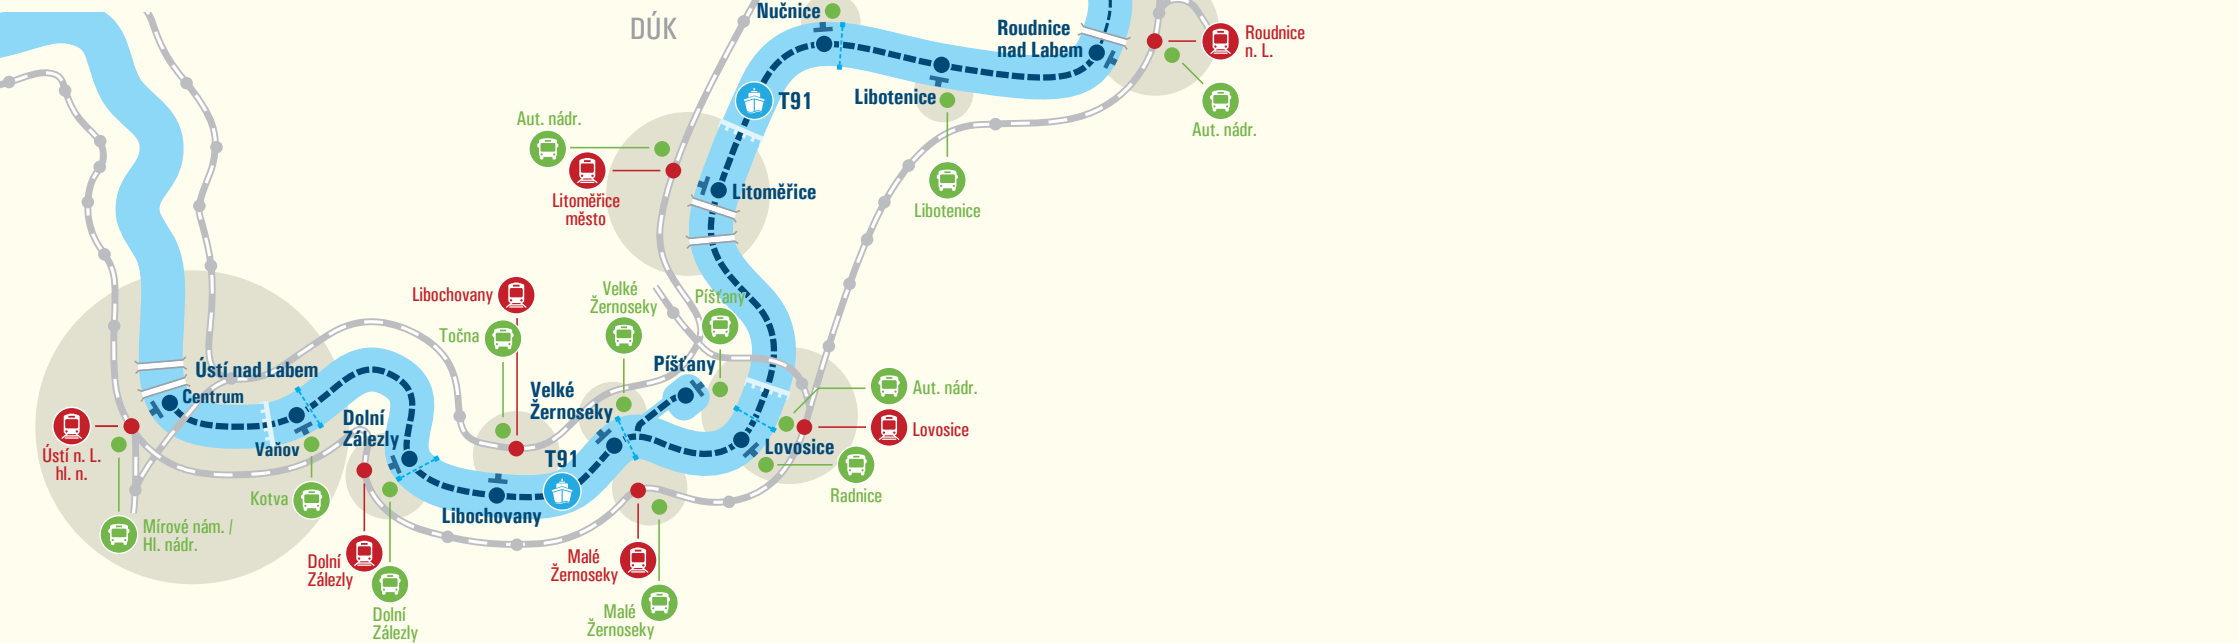 DÚK
Nučnice
Roudnice
nad Labem
Roudnice
n. L.
T91
Libotenice
Aut. nádr.
Aut. nádr.
Litoměřice
Litoměřice
město
Libotenice
Libochovany
Točna
Velké
Žernoseky
Píšťany
Ústí nad Labem
Centrum
Píšťany
Velké
Žernoseky
Aut. nádr.
Dolní
Zálezly
Lovosice
Vaňov
Lovosice
T91
Ústí n. L.
hl. n.
Kotva
Radnice
Libochovany
Mírové nám. /
Hl. nádr.
Dolní
Zálezly
Malé
Žernoseky
Dolní
Zálezly
Malé
Žernoseky